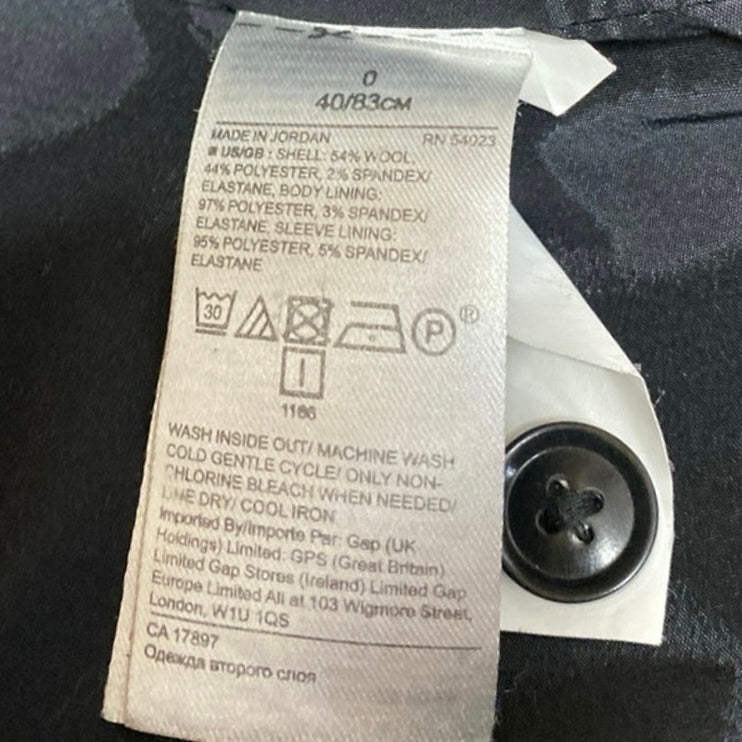 0
40/83CM
MADE IN JORDAN RN 54023
US/GB : SHELL: 54% WOOL,
44% POLYESTER, 2% SPANDEX/
ELASTANE, BODY LINING:
97% POLYESTER, 3% SPANDEX/
ELASTANE, SLEEVE LINING:
95% POLYESTER, 5% SPANDEX/
ELASTANE
30 P ®
1166
WASH INSIDE OUT/ MACHINE WASH
COLD GENTLE CYCLE/ ONLY NON-
CHLORINE BLEACH WHEN NEEDED/
LINE DRY/ COOL IRON
Imported By/Importe Par: Gap (UK
Holdings) Limited: GPS (Great Britain)
Limited Gap Stores (Ireland) Limited Gap
Europe Limited All at 103 Wigmore Street,
London, W1U 1QS
CA 17897
Одежда второго слоя